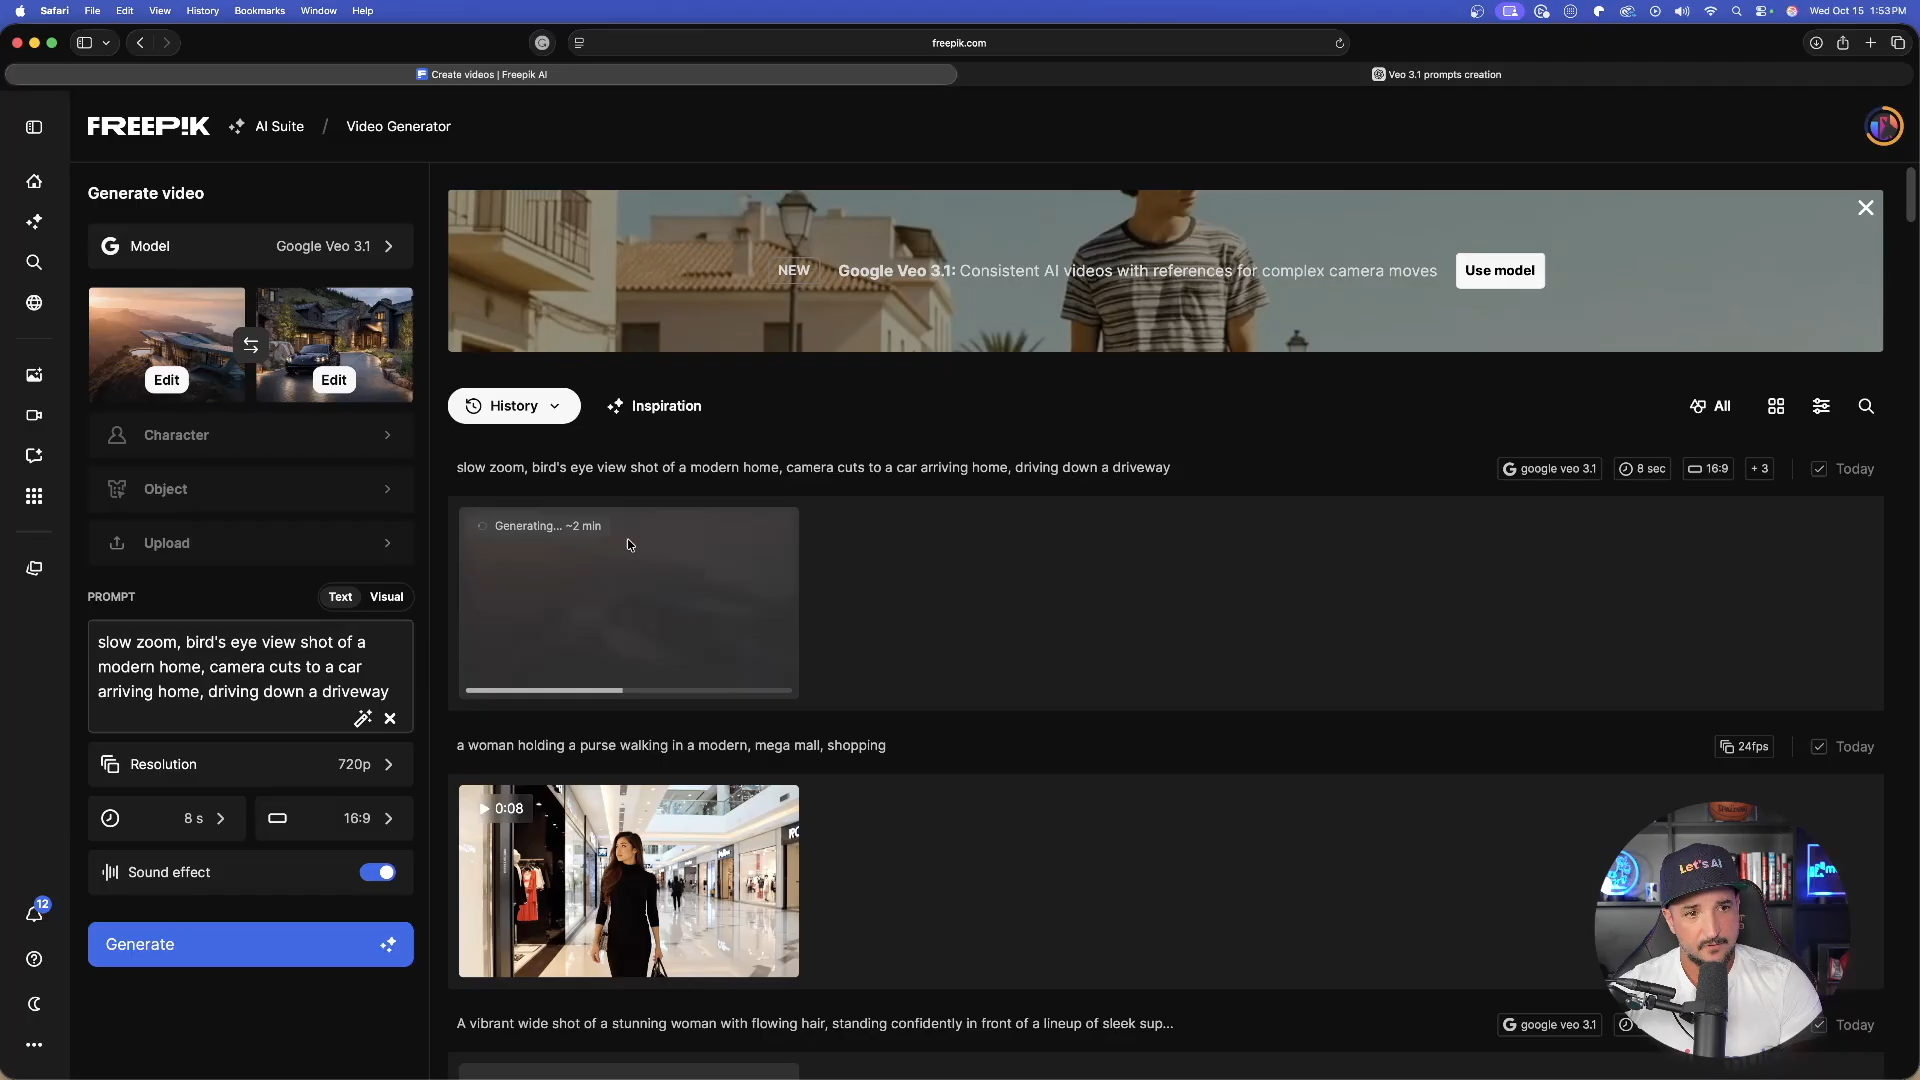 Safari File Edit View History Bookmarks Window Help
Wed Oct 15 1:53 PM
freepik.com
Create videos | Freepik AI
Veo 3.1 prompts creation
FREEPIK AI Suite / Video Generator
Generate video
Model Google Veo 3.1
Edit
Edit
Character
Object
Upload
PROMPT Text Visual
slow zoom, bird's eye view shot of a
modern home, camera cuts to a car
arriving home, driving down a driveway
Resolution 720p
8 s 16:9
Sound effect
Generate
12
NEW Google Veo 3.1: Consistent AI videos with references for complex camera moves Use model
History Inspiration All
slow zoom, bird's eye view shot of a modern home, camera cuts to a car arriving home, driving down a driveway
google veo 3.1 8 sec 16:9 + 3 Today
Generating... ~2 min
a woman holding a purse walking in a modern, mega mall, shopping
24fps Today
0:08
A vibrant wide shot of a stunning woman with flowing hair, standing confidently in front of a lineup of sleek sup...
google veo 3.1 Today
Let's AI